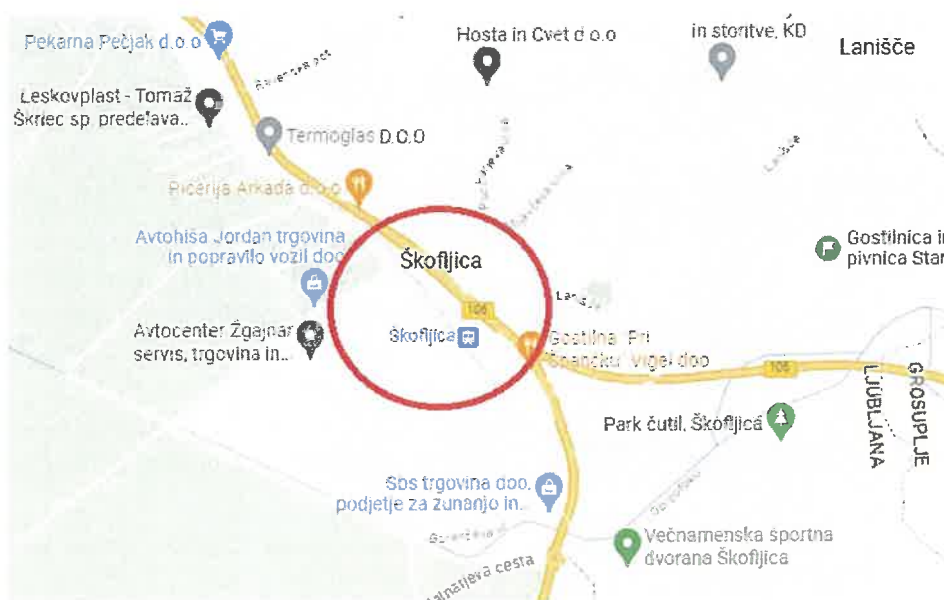 Pekarna Pečjak d.o.o
Hosta in Cvet d o.o
in storitve, KD
Lanišče
Leskovplast - Tomaž
Škrlec sp. predelava..
Termoglas D.O.O
Lanišče
Picerija Arkada d.o.o
Avtohiša Jordan trgovina
in popravilo vozil doo
Škofljica
Gostilnica in
pivnica Star
106
Avtocenter Žgajnar
servis, trgovina in..
Škofljica
Gostilna 'Pri
106
LJUBLJANA
GROSUPLJE
Park čutil, Škofljica
Sbs trgovina doo,
podjetje za zunanjo in..
Večnamenska športna
dvorana Škofljica
cesta